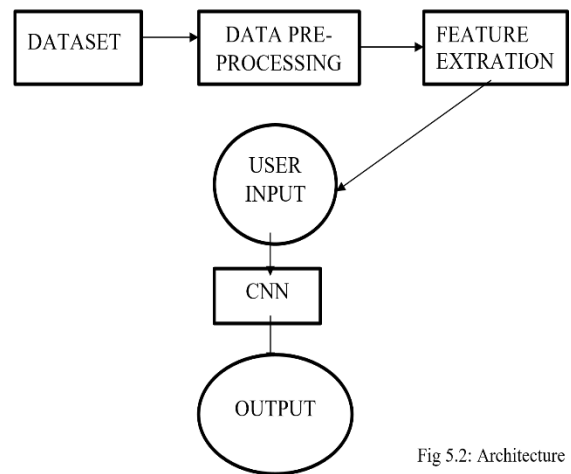 DATASET
DATA PRE-
PROCESSING
FEATURE
EXTRATION
USER
INPUT
CNN
OUTPUT
Fig 5.2: Architecture